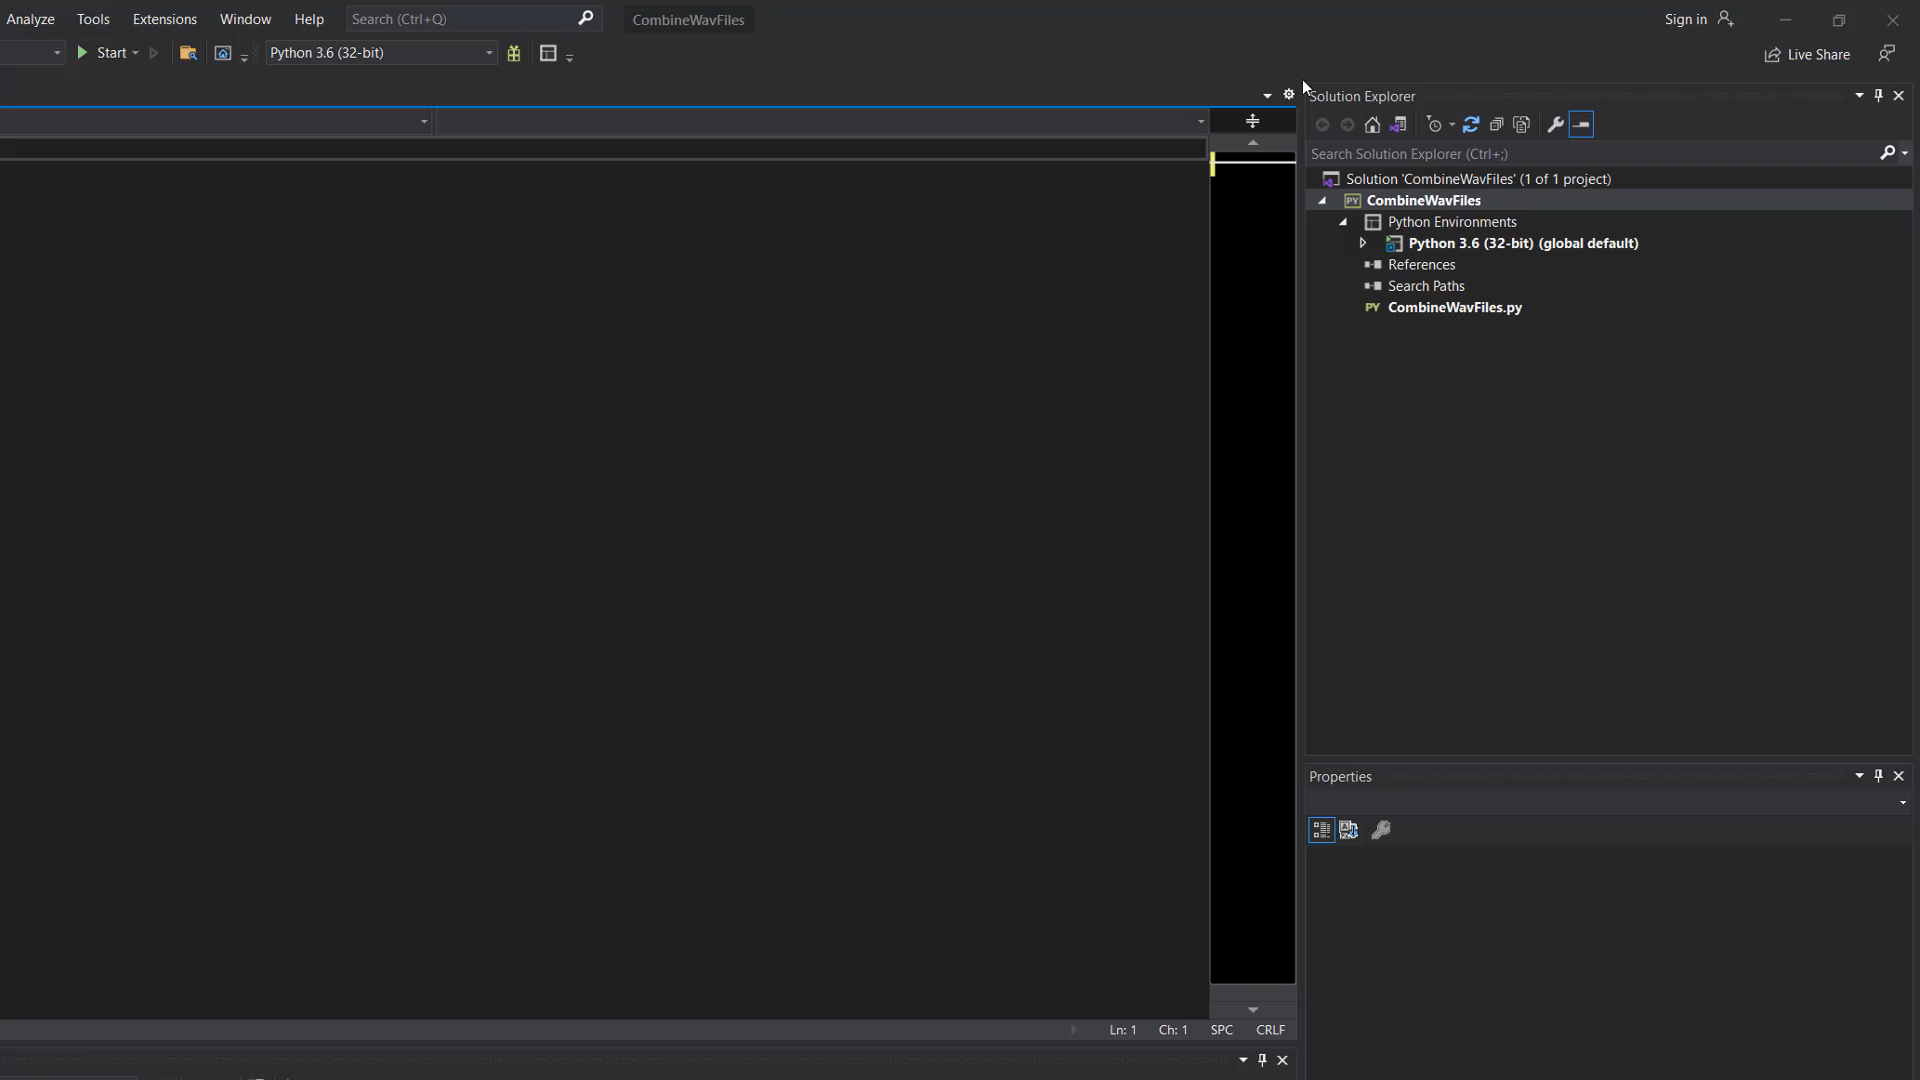 Analyze Tools Extensions Window Help Search (Ctrl+Q) CombineWavFiles Sign in
Start Python 3.6 (32-bit) Live Share
Solution Explorer
Search Solution Explorer (Ctrl+;)
Solution 'CombineWavFiles' (1 of 1 project)
PY CombineWavFiles
Python Environments
Python 3.6 (32-bit) (global default)
References
Search Paths
PY CombineWavFiles.py
Properties
Ln: 1 Ch: 1 SPC CRLF